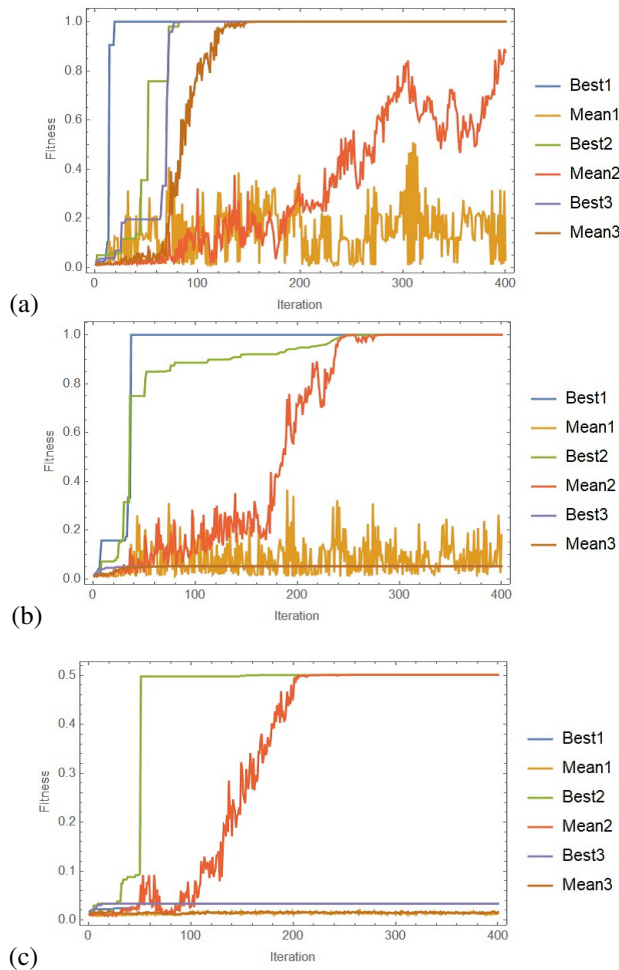 1.0
0.8
0.6
0.4
0.2
0.0
Fitness
0
100
200
300
400
Iteration
Best1
Mean1
Best2
Mean2
Best3
Mean3
(a)
1.0
0.8
0.6
0.4
0.2
0.0
Fitness
0
100
200
300
400
Iteration
Best1
Mean1
Best2
Mean2
Best3
Mean3
(b)
0.5
0.4
0.3
0.2
0.1
0.0
Fitness
0
100
200
300
400
Iteration
Best1
Mean1
Best2
Mean2
Best3
Mean3
(c)